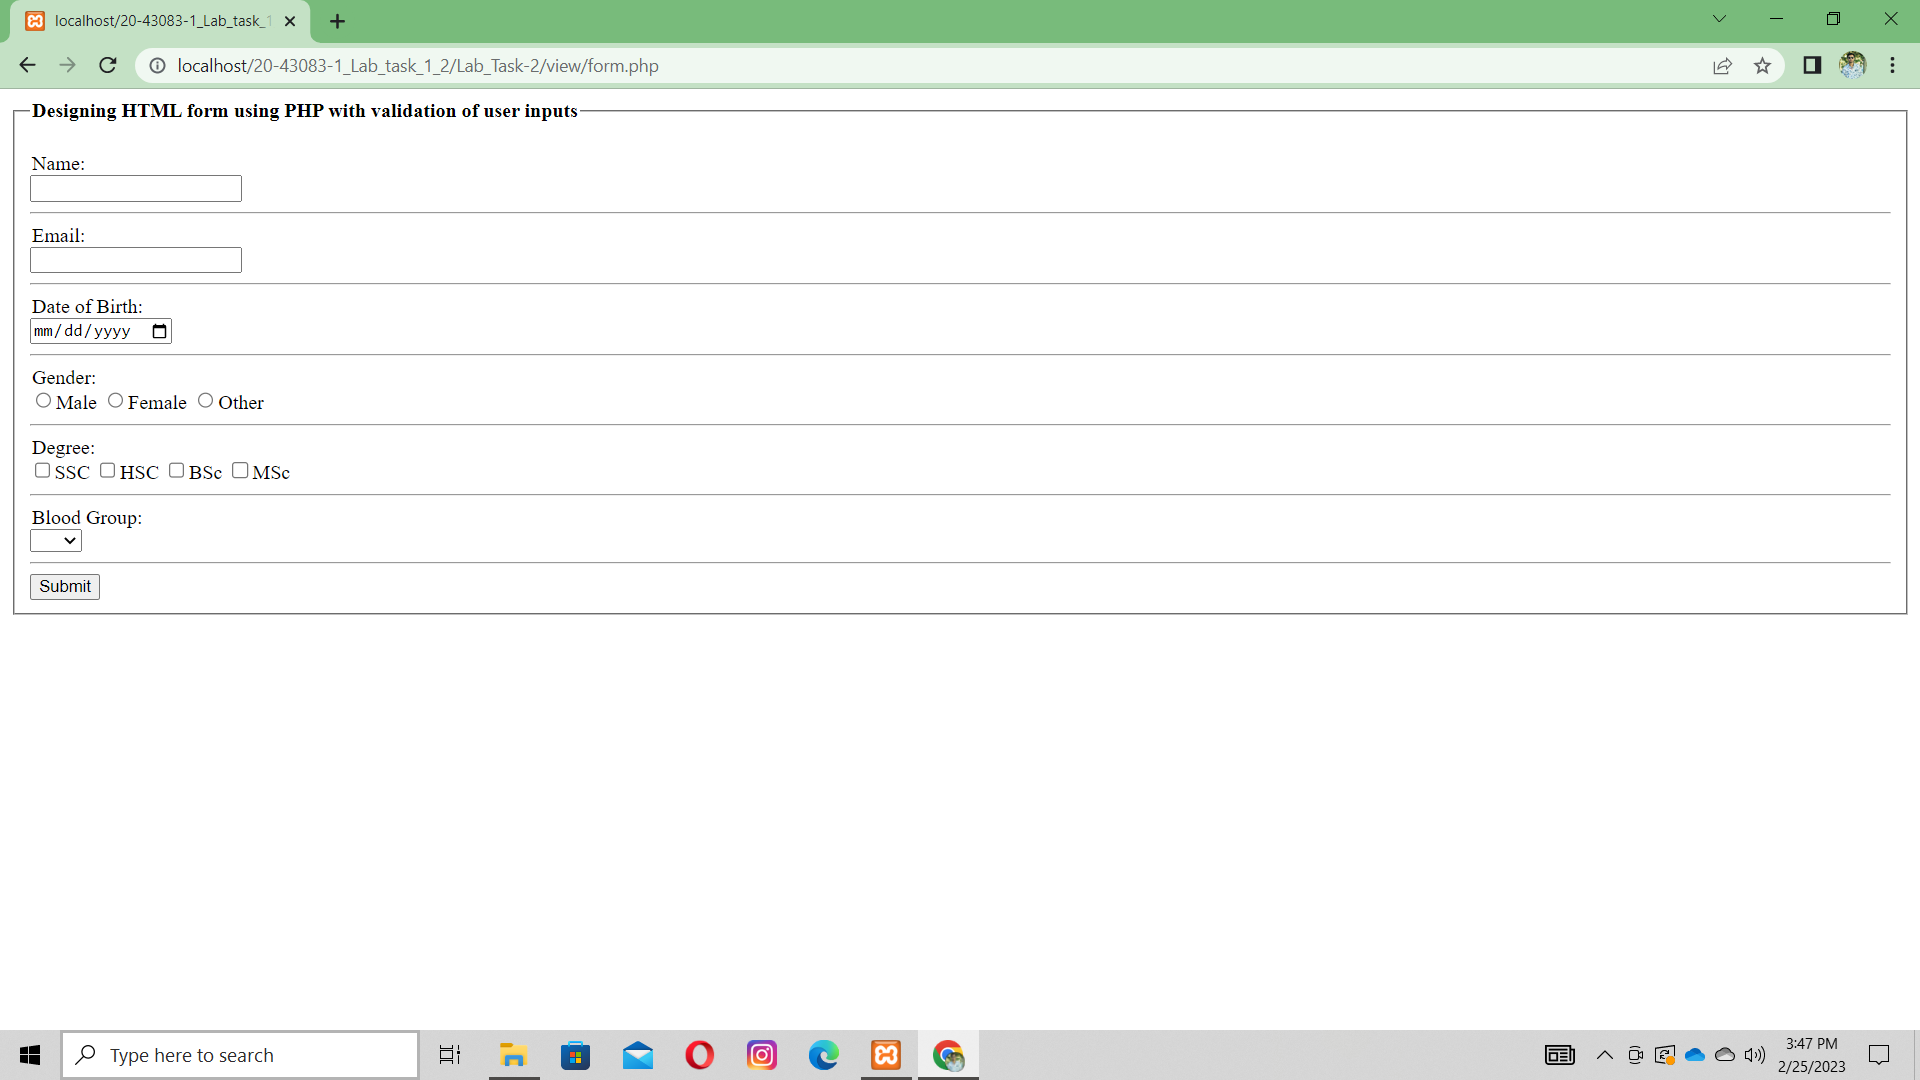 localhost/20-43083-1_Lab_task_1
localhost/20-43083-1_Lab_task_1_2/Lab_Task-2/view/form.php
Designing HTML form using PHP with validation of user inputs
Name:
Email:
Date of Birth:
mm/dd/yyyy
Gender:
Male Female Other
Degree:
SSC HSC BSc MSc
Blood Group:
Submit
Type here to search
3:47 PM
2/25/2023